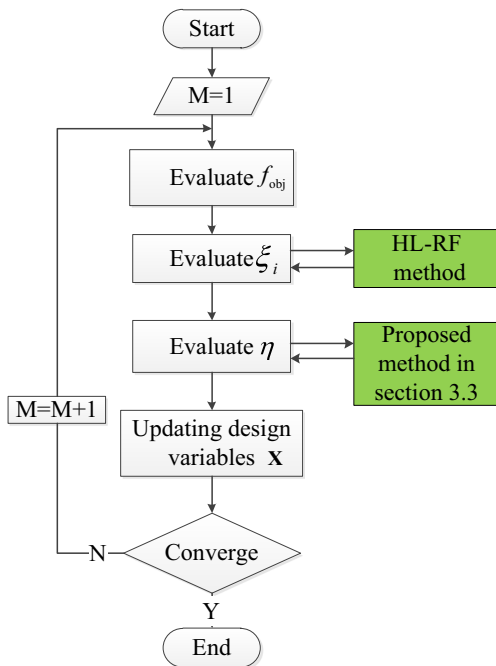 Start
M=1
Evaluate f_obj
Evaluate ξ_i
HL-RF
method
Evaluate η
Proposed
method in
section 3.3
M=M+1
Updating design
variables X
N
Converge
Y
End